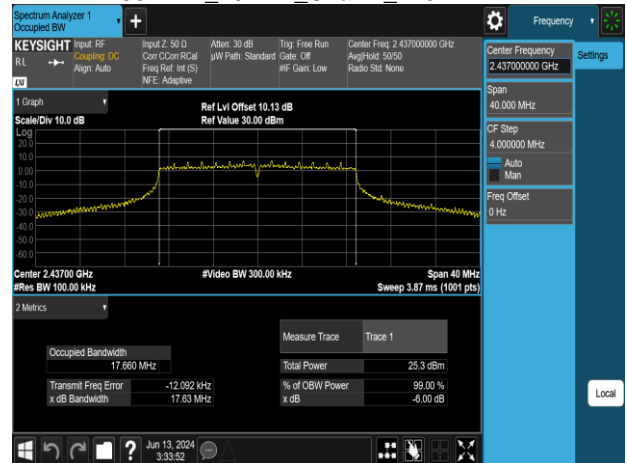 Spectrum Analyzer 1
Occupied BW
Frequency
KEYSIGHT
RL
Input: RF
Coupling: DC
Align: Auto
Input Z: 50 Ω
Corr CCorr RCal
Freq Ref: Int (S)
NFE: Adaptive
Atten: 30 dB
µW Path: Standard
Trig: Free Run
Gate: Off
#IF Gain: Low
Center Freq: 2.437000000 GHz
Avg|Hold: 50/50
Radio Std: None
Center Frequency
2.437000000 GHz
Settings
Span
40.000 MHz
CF Step
4.000000 MHz
Auto
Man
Freq Offset
0 Hz
1 Graph
Scale/Div 10.0 dB
Ref Lvl Offset 10.13 dB
Ref Value 30.00 dBm
Log
20.0
10.0
0.00
-10.0
-20.0
-30.0
-40.0
-50.0
-60.0
Center 2.43700 GHz
#Video BW 300.00 kHz
Span 40 MHz
#Res BW 100.00 kHz
Sweep 3.87 ms (1001 pts)
2 Metrics
Measure Trace Trace 1
Occupied Bandwidth
17.660 MHz
Total Power 25.3 dBm
Transmit Freq Error -12.092 kHz
% of OBW Power 99.00 %
x dB Bandwidth 17.63 MHz
x dB -6.00 dB
Local
Jun 13, 2024
3:33:52